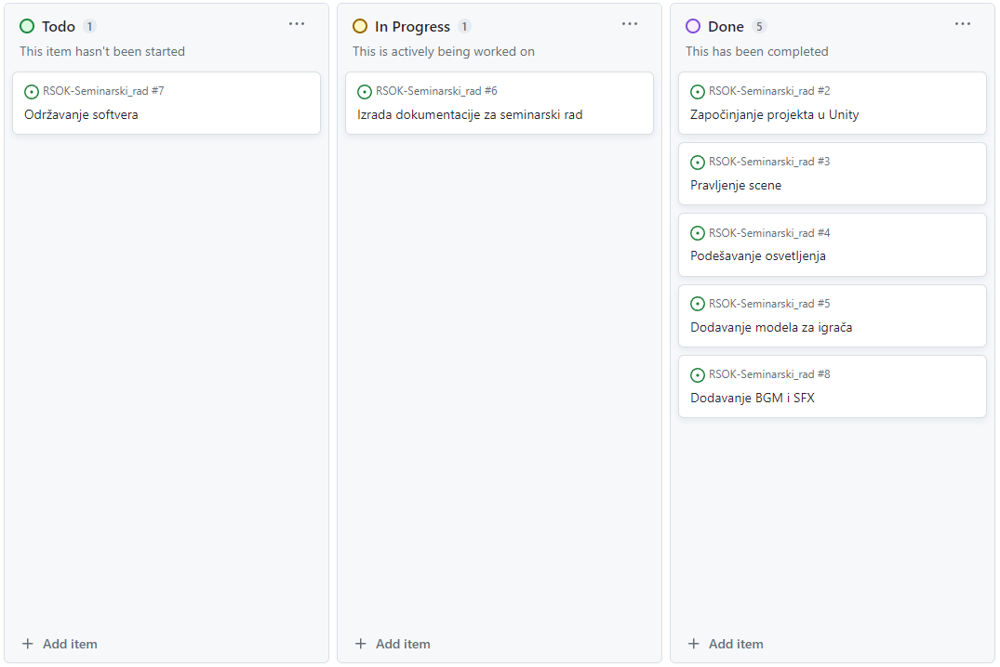 Todo 1
This item hasn't been started
RSOK-Seminarski_rad #7
Održavanje softvera
Add item
In Progress 1
This is actively being worked on
RSOK-Seminarski_rad #6
Izrada dokumentacije za seminarski rad
Add item
Done 5
This has been completed
RSOK-Seminarski_rad #2
Započinjanje projekta u Unity
RSOK-Seminarski_rad #3
Pravljenje scene
RSOK-Seminarski_rad #4
Podešavanje osvetljenja
RSOK-Seminarski_rad #5
Dodavanje modela za igrača
RSOK-Seminarski_rad #8
Dodavanje BGM i SFX
Add item